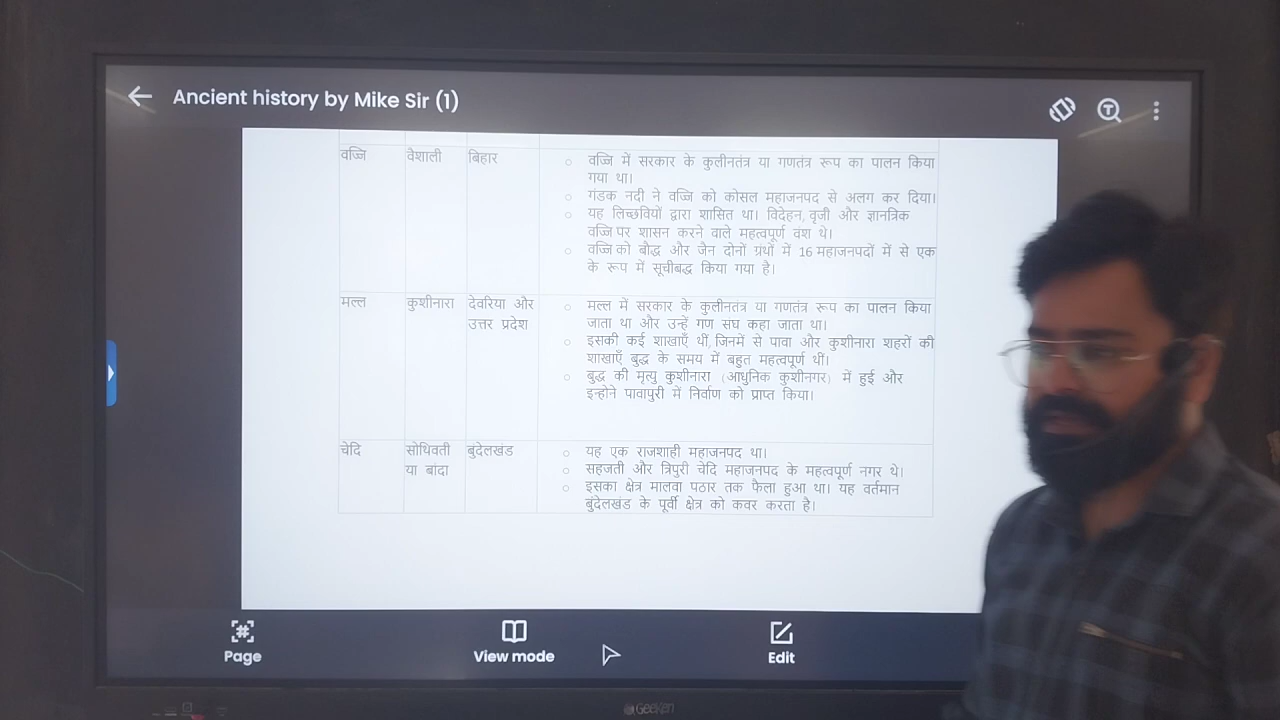 Ancient history by Mike Sir (1)
वज्जि वैशाली बिहार
वज्जि में सरकार के कुलीनतंत्र या गणतंत्र रूप का पालन किया
गया था।
गंडक नदी ने वज्जि को कोसल महाजनपद से अलग कर दिया।
यह लिच्छवियों द्वारा शासित था। विदेहन, वृजी और ज्ञानत्रिक
वज्जि पर शासन करने वाले महत्वपूर्ण वंश थे।
वज्जि को बौद्ध और जैन दोनों ग्रंथों में 16 महाजनपदों में से एक
के रूप में सूचीबद्ध किया गया है।
मल्ल कुशीनारा देवरिया और
उत्तर प्रदेश
मल्ल में सरकार के कुलीनतंत्र या गणतंत्र रूप का पालन किया
जाता था और उन्हें गण संघ कहा जाता था।
इसकी कई शाखाएँ थीं, जिनमें से पावा और कुशीनारा शहरों की
शाखाएँ बुद्ध के समय में बहुत महत्वपूर्ण थीं।
बुद्ध की मृत्यु कुशीनारा (आधुनिक कुशीनगर) में हुई और
इन्होने पावापुरी में निर्वाण को प्राप्त किया।
चेदि सोथिवती बुंदेलखंड
या बांदा
यह एक राजशाही महाजनपद था।
सहजती और त्रिपुरी चेदि महाजनपद के महत्वपूर्ण नगर थे।
इसका क्षेत्र मालवा पठार तक फैला हुआ था। यह वर्तमान
बुंदेलखंड के पूर्वी क्षेत्र को कवर करता है।
Page View mode Edit
GeeKen